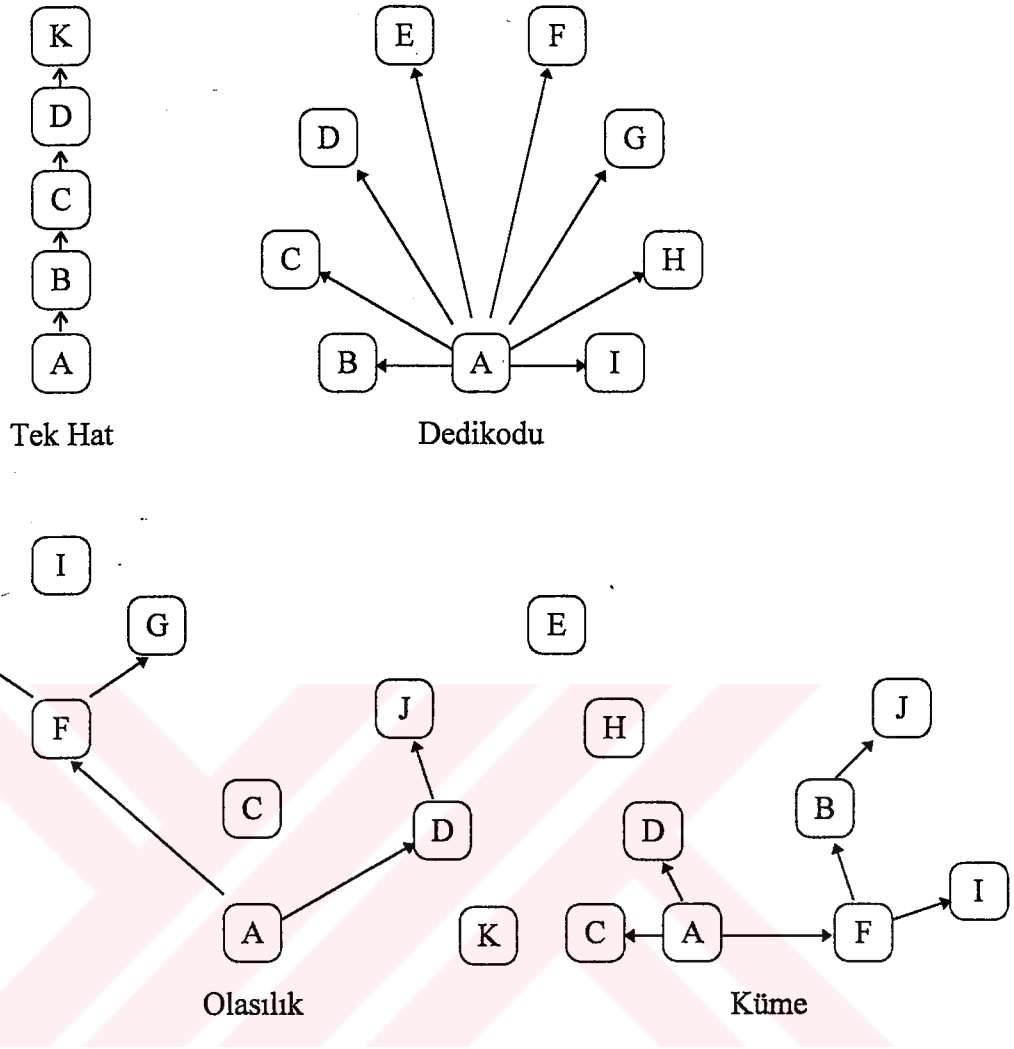 K
E F
D
D G
C
C H
B
A B A I
Tek Hat Dedikodu
I
G E
F J H J
C D D B
I
A K C A F
Olasılık Küme